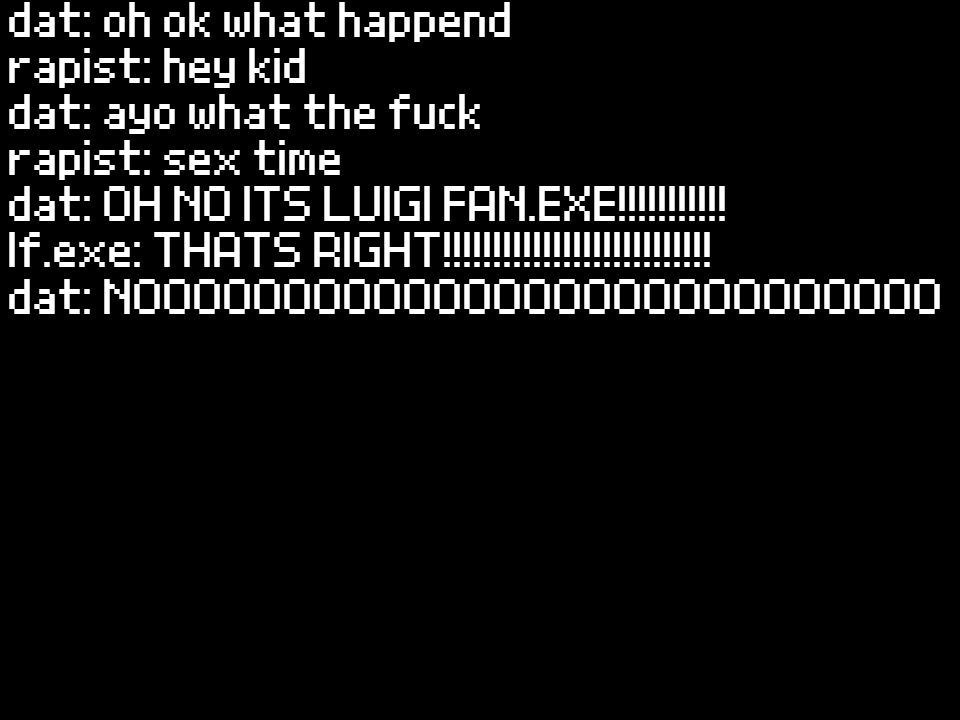 dat: oh ok what happend
rapist: hey kid
dat: ayo what the fuck
rapist: sex time
dat: OH NO ITS LUIGI FAN.EXE!!!!!!!!!!!
lf.exe: THATS RIGHT!!!!!!!!!!!!!!!!!!!!!!!!!!!
dat: NOOOOOOOOOOOOOOOOOOOOOOOOOOO